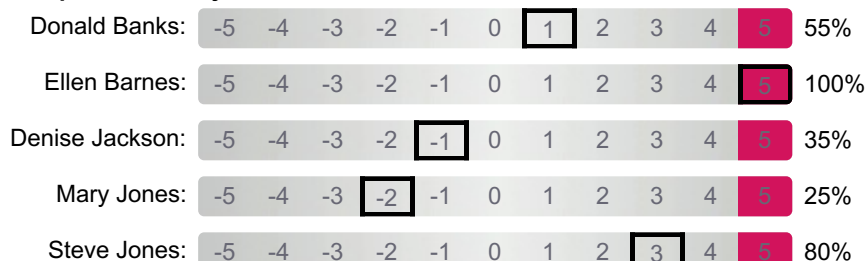 Donald Banks: -5 -4 -3 -2 -1 0 1 2 3 4 5 55%
Ellen Barnes: -5 -4 -3 -2 -1 0 1 2 3 4 5 100%
Denise Jackson: -5 -4 -3 -2 -1 0 1 2 3 4 5 35%
Mary Jones: -5 -4 -3 -2 -1 0 1 2 3 4 5 25%
Steve Jones: -5 -4 -3 -2 -1 0 1 2 3 4 5 80%